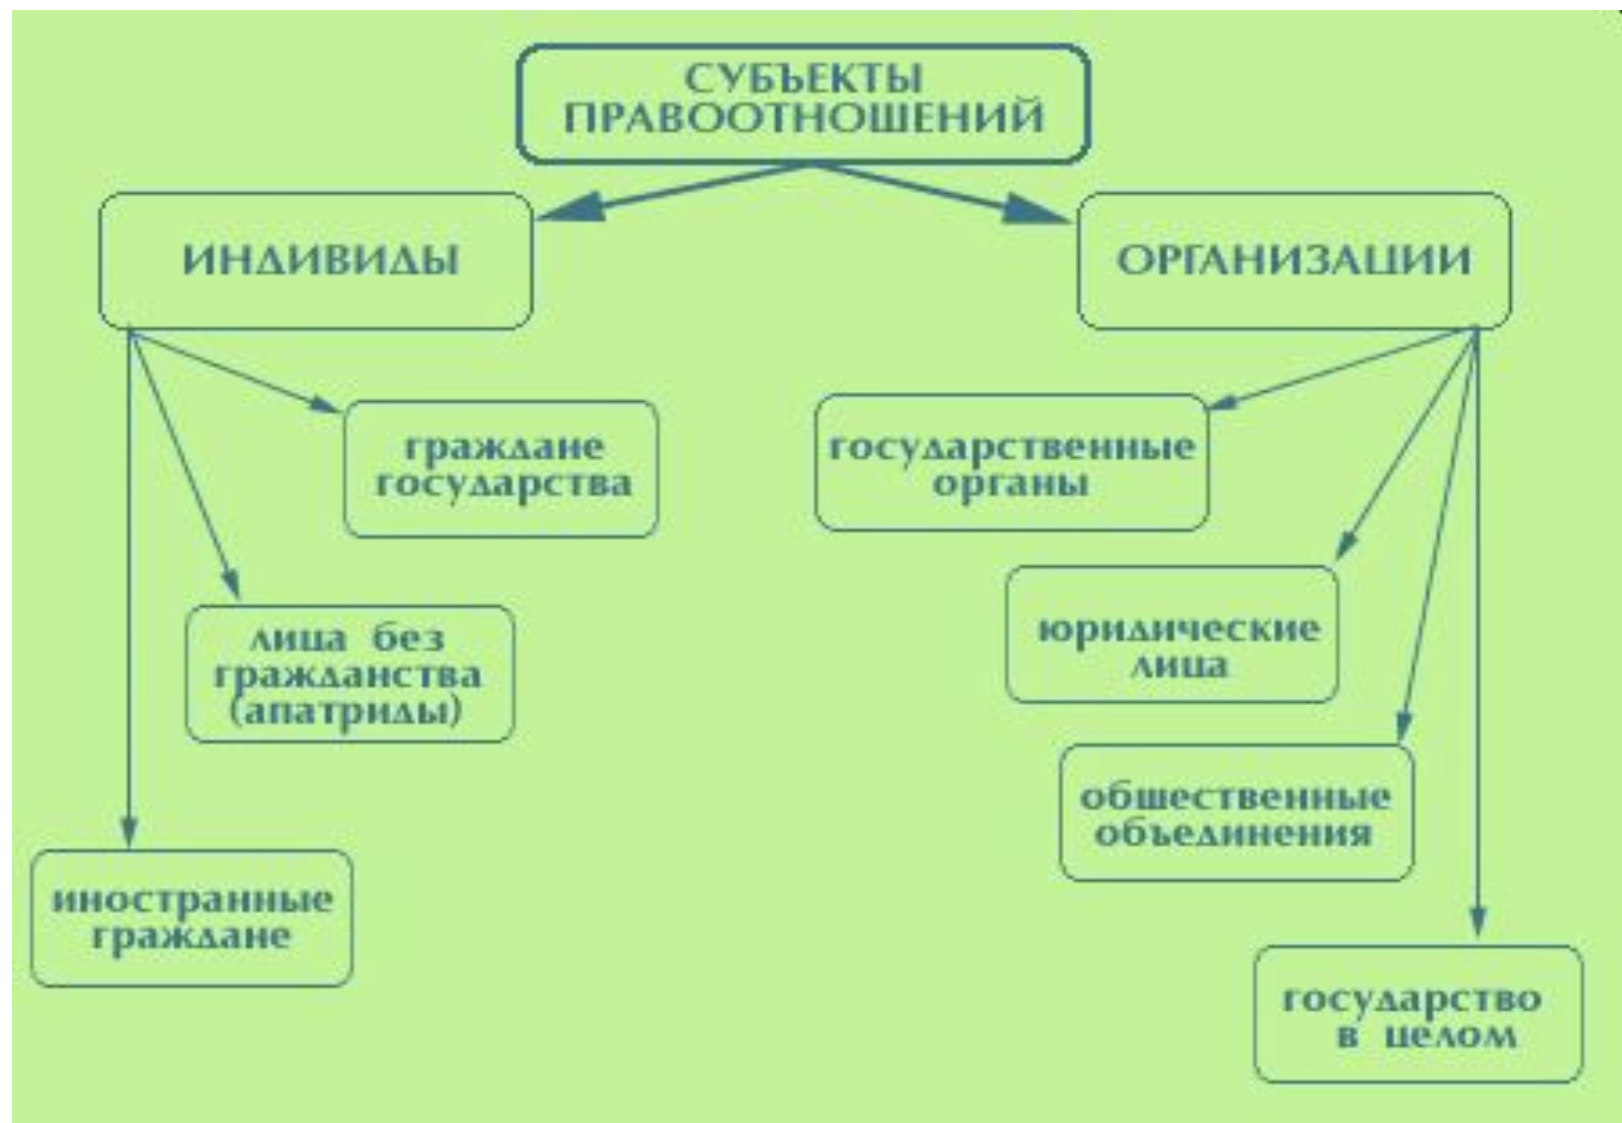 СУБЪЕКТЫ
ПРАВООТНОШЕНИЙ
ИНДИВИДЫ
ОРГАНИЗАЦИИ
граждане
государства
государственные
органы
лица без
гражданства
(апатриды)
юридические
лица
общественные
объединения
иностранные
граждане
государство
в целом